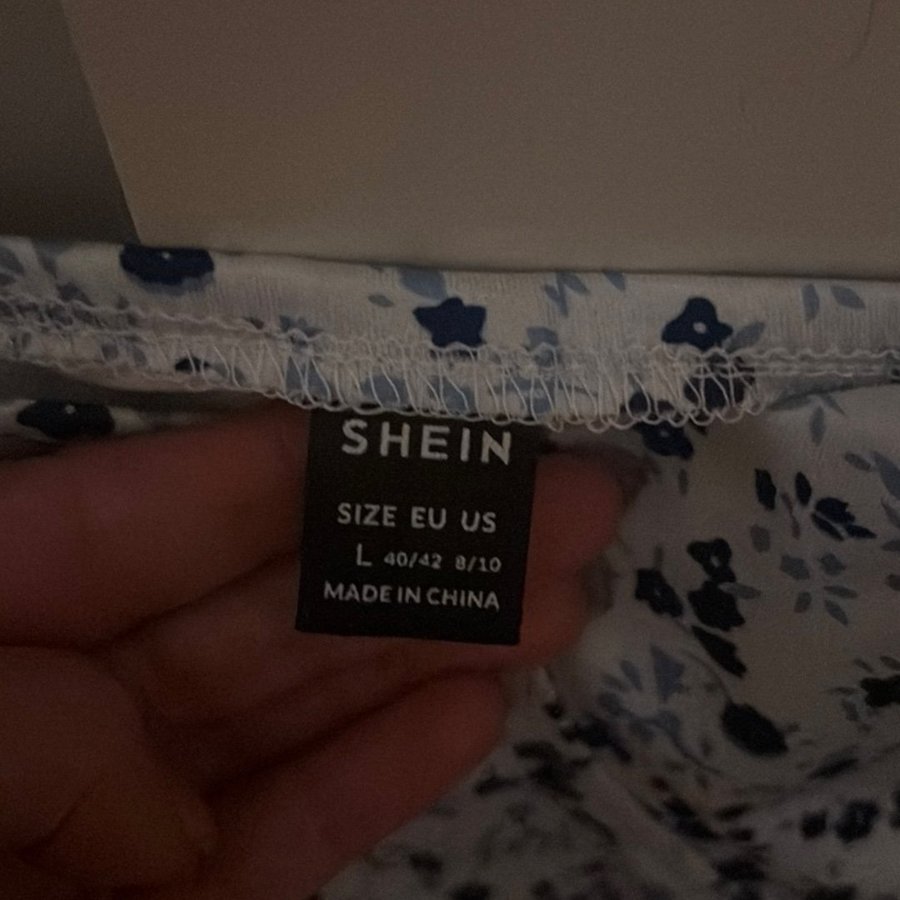 SHEIN
SIZE EU US
L 40/42 8/10
MADE IN CHINA